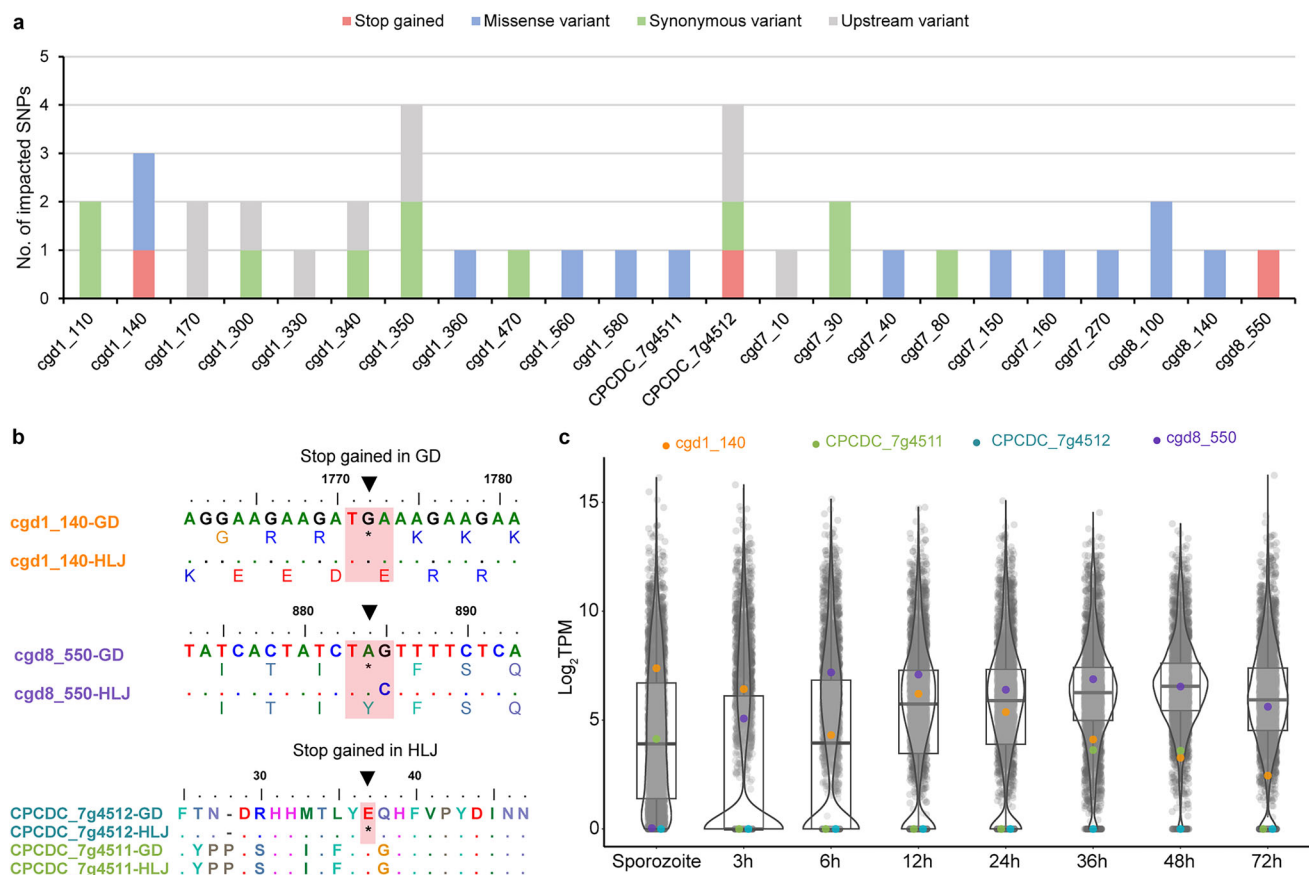 a
Stop gained Missense variant Synonymous variant Upstream variant
No. of impacted SNPs
5
4
3
2
1
0
cgd1_110 cgd1_140 cgd1_170 cgd1_300 cgd1_330 cgd1_340 cgd1_350 cgd1_360 cgd1_470 cgd1_560 cgd1_580 CPCDC_7g4511 CPCDC_7g4512 cgd7_10 cgd7_30 cgd7_40 cgd7_80 cgd7_150 cgd7_160 cgd7_270 cgd8_100 cgd8_140 cgd8_550
b
Stop gained in GD
1770 1780
cgd1_140-GD AGGAAGAAGATGAAAGAAGAA
G R R * K K K
cgd1_140-HLJ .....................
K E E D E R R
880 890
cgd8_550-GD TATCACTATCTAGTTTTCTCA
I T I * F S Q
cgd8_550-HLJ ............C........
I T I Y F S Q
Stop gained in HLJ
30 40
CPCDC_7g4512-GD FTN-DRHHMTLYEQHFVPYDINN
CPCDC_7g4512-HLJ ...-........*..........
CPCDC_7g4511-GD .YPP.S..I.F..G.........
CPCDC_7g4511-HLJ .YPP.S..I.F..G.........
c
cgd1_140 CPCDC_7g4511 CPCDC_7g4512 cgd8_550
Log2TPM
15
10
5
0
Sporozoite 3h 6h 12h 24h 36h 48h 72h